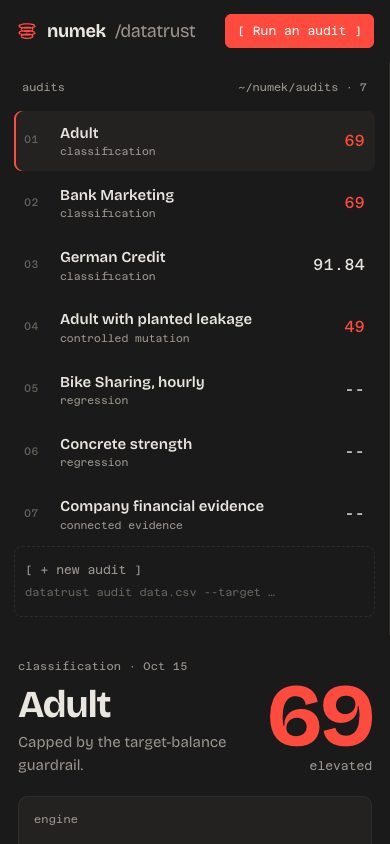 numek /datatrust
[ Run an audit ]
audits
~/numek/audits · 7
01
Adult
classification
69
02
Bank Marketing
classification
69
03
German Credit
classification
91.84
04
Adult with planted leakage
controlled mutation
49
05
Bike Sharing, hourly
regression
--
06
Concrete strength
regression
--
07
Company financial evidence
connected evidence
--
[ + new audit ]
datatrust audit data.csv --target …
classification · Oct 15
Adult
69
Capped by the target-balance
guardrail.
elevated
engine